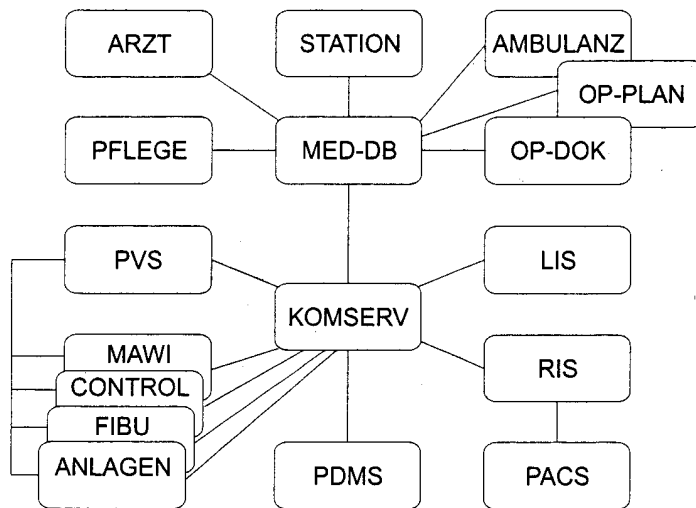 ARZT
STATION
AMBULANZ
OP-PLAN
PFLEGE
MED-DB
OP-DOK
PVS
LIS
KOMSERV
MAWI
RIS
CONTROL
FIBU
ANLAGEN
PDMS
PACS